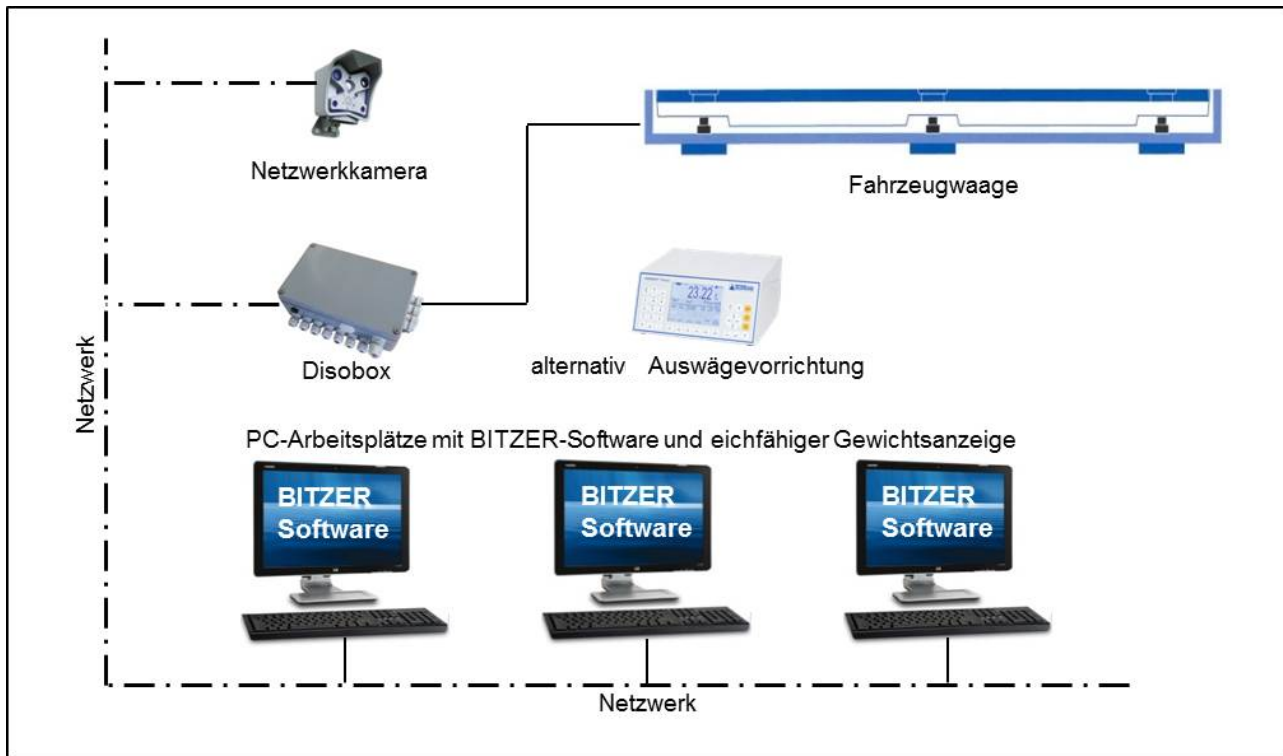 Netzwerkkamera
Fahrzeugwaage
Disobox
23.22
alternativ Auswägevorrichtung
Netzwerk
PC-Arbeitsplätze mit BITZER-Software und eichfähiger Gewichtsanzeige
BITZER
Software
BITZER
Software
BITZER
Software
Netzwerk